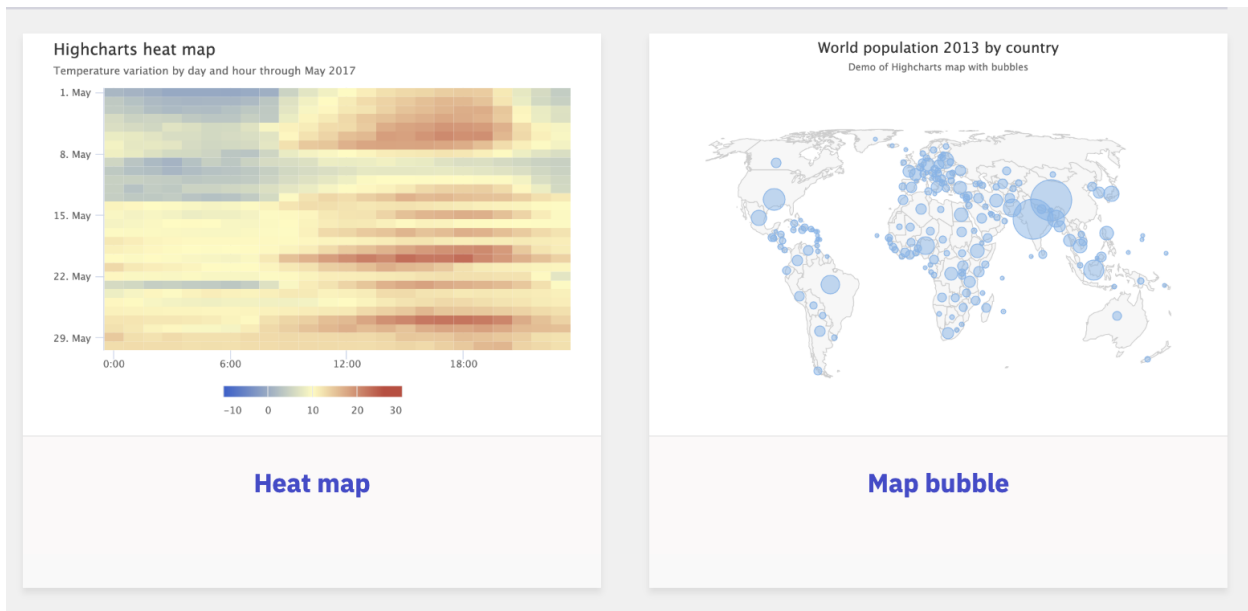 Highcharts heat map
Temperature variation by day and hour through May 2017
1. May
8. May
15. May
22. May
29. May
0:00 6:00 12:00 18:00
−10 0 10 20 30
Heat map
World population 2013 by country
Demo of Highcharts map with bubbles
Map bubble